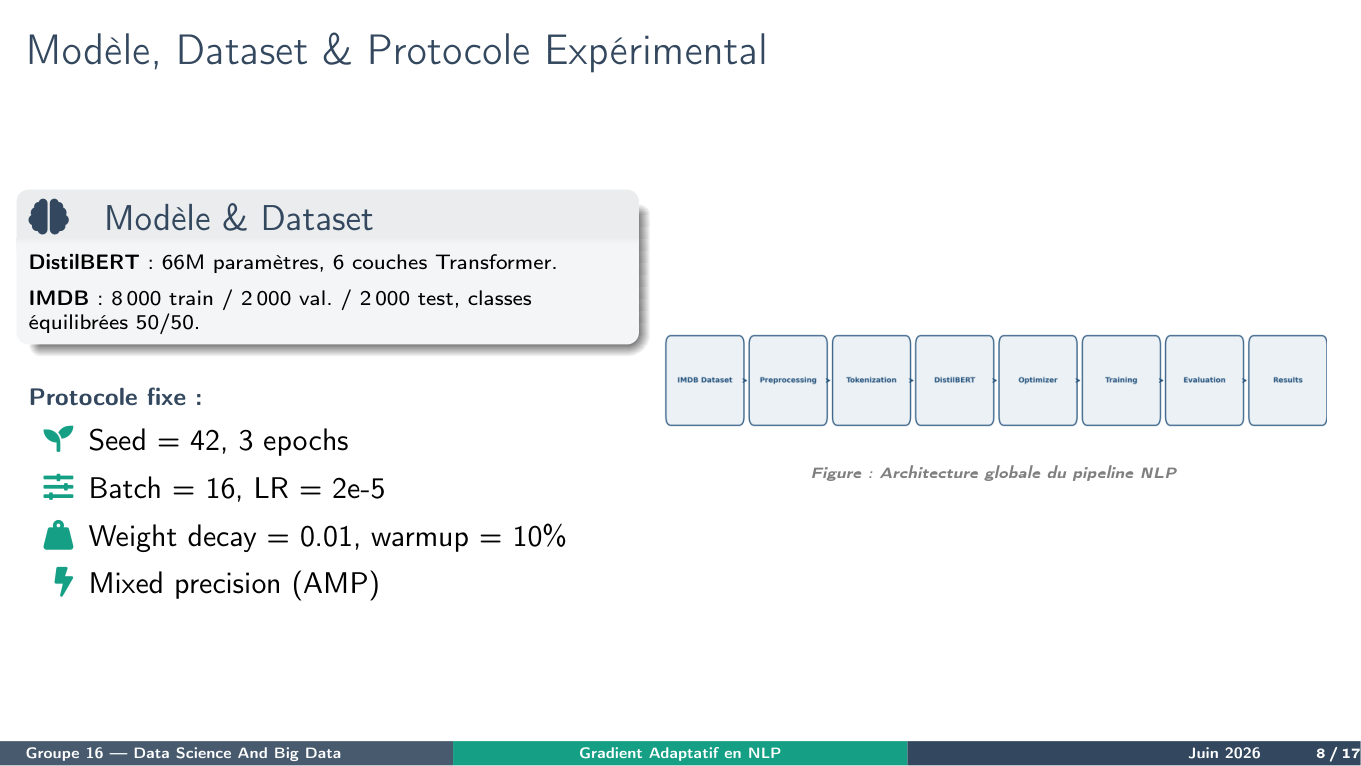 Modèle, Dataset & Protocole Expérimental
Modèle & Dataset
DistilBERT : 66M paramètres, 6 couches Transformer.
IMDB : 8 000 train / 2 000 val. / 2 000 test, classes
équilibrées 50/50.
Protocole fixe :
Seed = 42, 3 epochs
Batch = 16, LR = 2e-5
Weight decay = 0.01, warmup = 10%
Mixed precision (AMP)
IMDB Dataset Preprocessing Tokenization DistilBERT Optimizer Training Evaluation Results
Figure : Architecture globale du pipeline NLP
Groupe 16 — Data Science And Big Data Gradient Adaptatif en NLP Juin 2026 8 / 17